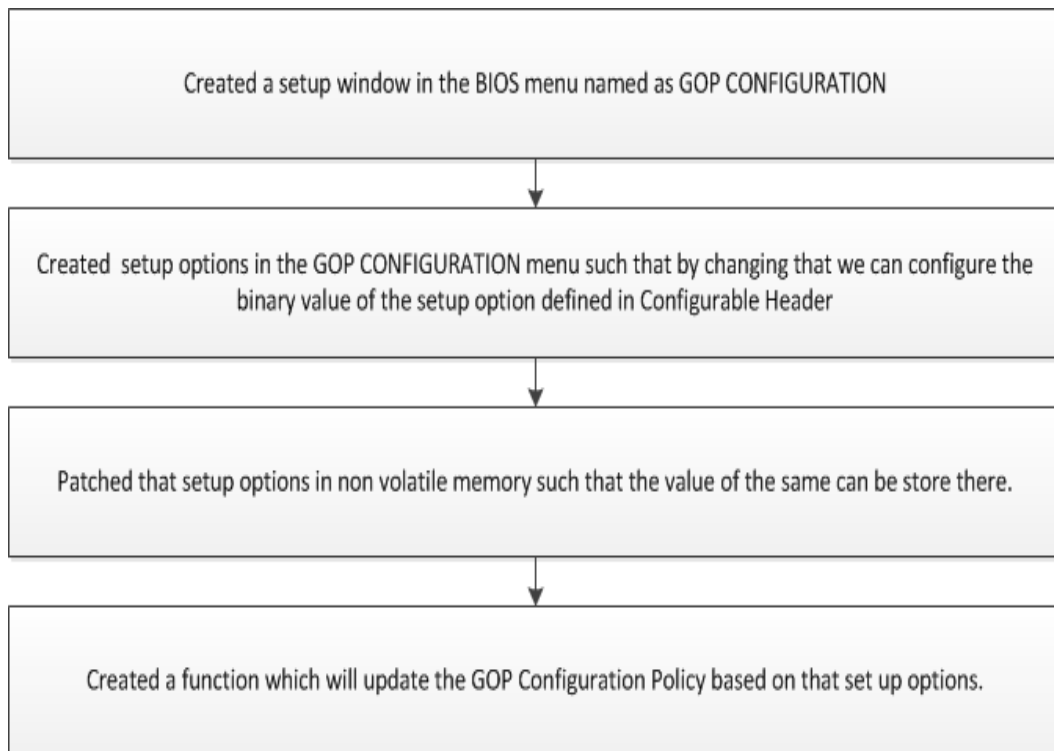 Created a setup window in the BIOS menu named as GOP CONFIGURATION
Created setup options in the GOP CONFIGURATION menu such that by changing that we can configure the
binary value of the setup option defined in Configurable Header
Patched that setup options in non volatile memory such that the value of the same can be store there.
Created a function which will update the GOP Configuration Policy based on that set up options.